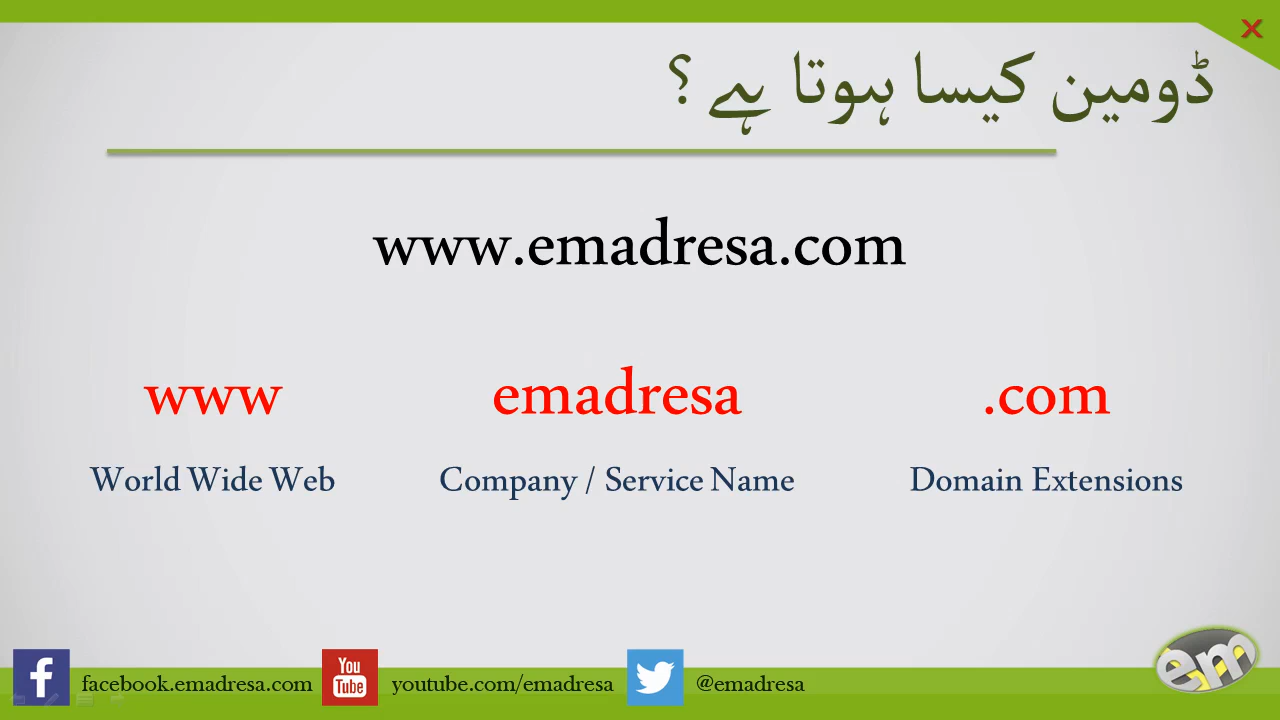 ڈومین کیسا ہوتا ہے؟
www.emadresa.com
www emadresa .com
World Wide Web Company / Service Name Domain Extensions
facebook.emadresa.com You Tube youtube.com/emadresa @emadresa
em